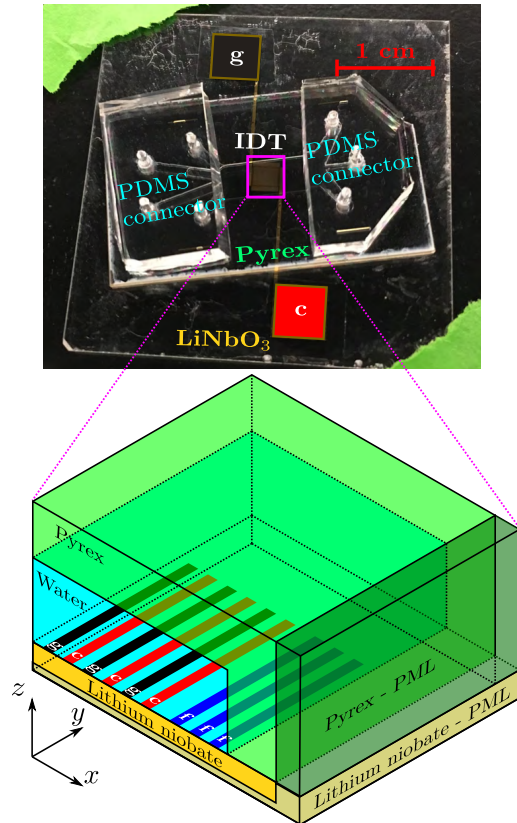 g
1 cm
IDT
PDMS
connector
PDMS
connector
Pyrex
c
LiNbO₃
Pyrex
Water
g
c
g
c
g
c
f
f
f
Lithium niobate
Pyrex - PML
Lithium niobate - PML
z
y
x